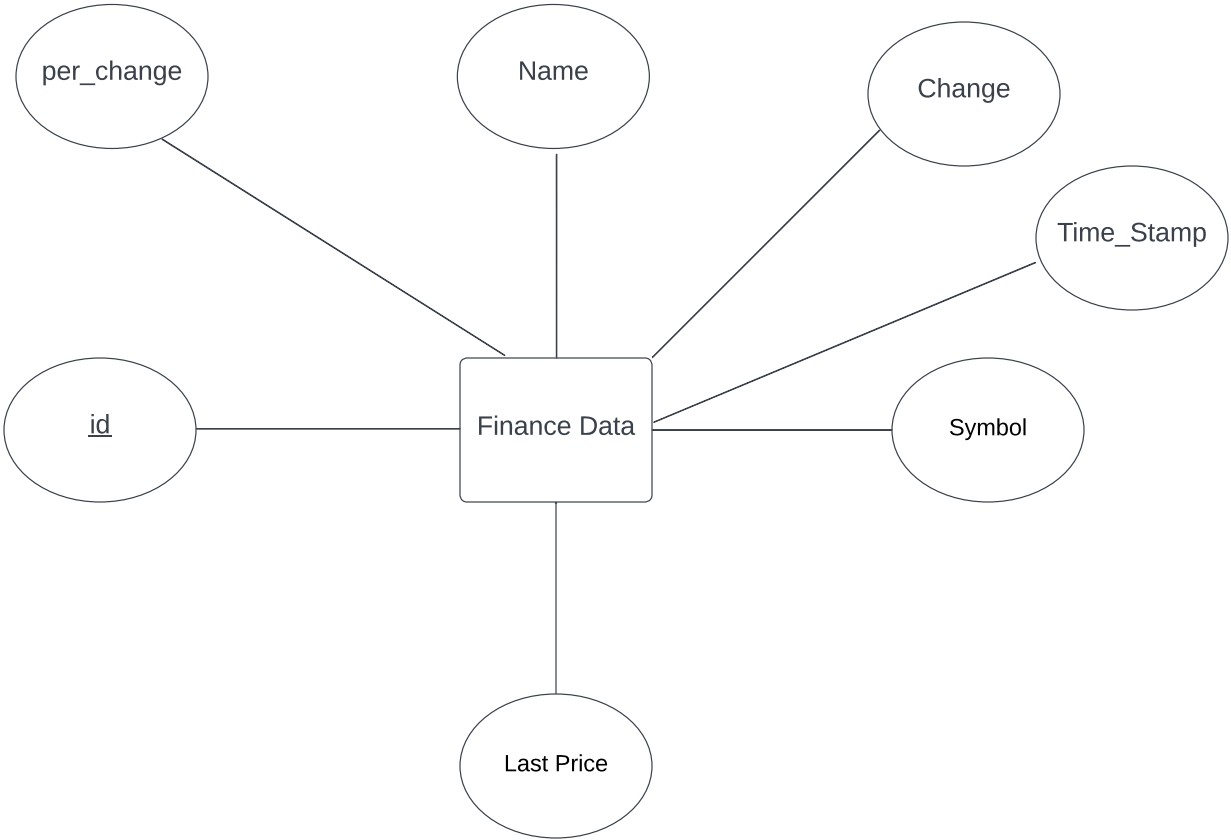 per_change
Name
Change
Time_Stamp
id
Finance Data
Symbol
Last Price